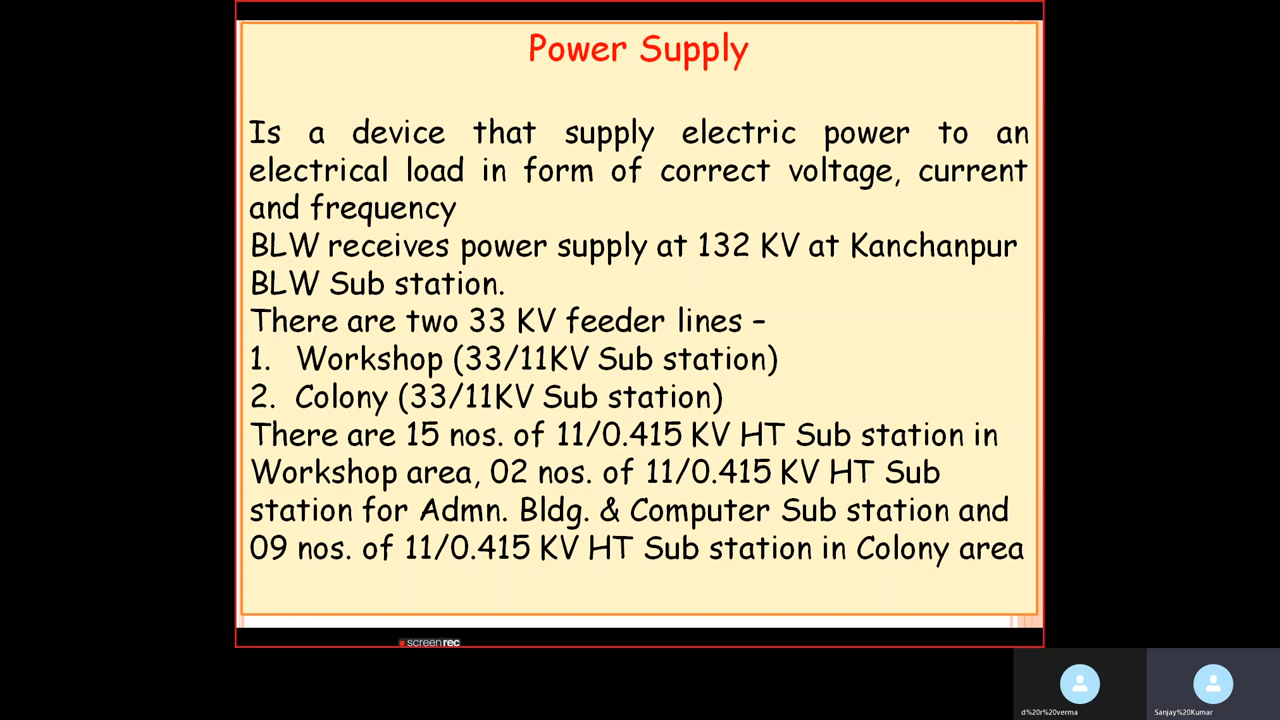 Power Supply
Is a device that supply electric power to an
electrical load in form of correct voltage, current
and frequency
BLW receives power supply at 132 KV at Kanchanpur
BLW Sub station.
There are two 33 KV feeder lines –
1. Workshop (33/11KV Sub station)
2. Colony (33/11KV Sub station)
There are 15 nos. of 11/0.415 KV HT Sub station in
Workshop area, 02 nos. of 11/0.415 KV HT Sub
station for Admn. Bldg. & Computer Sub station and
09 nos. of 11/0.415 KV HT Sub station in Colony area
screenrec
d%20r%20verma
Sanjay%20Kumar